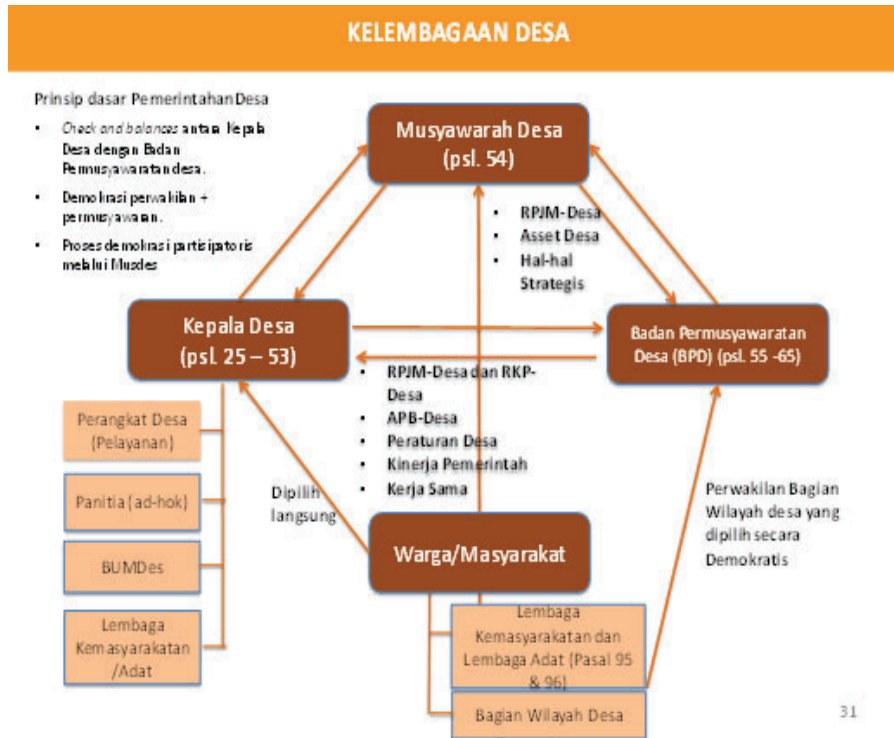 KELEMBAGAAN DESA
Prinsip dasar Pemerintahan Desa
• Check and balances antara Kepala
Desa dengan Badan
Permusyawaratan desa.
• Demokrasi perwakilan +
permusyawaran.
• Proses demokrasi partisipatoris
melalui Musdes
Musyawarah Desa
(psl. 54)
• RPJM-Desa
• Asset Desa
• Hal-hal
Strategis
Kepala Desa
(psl. 25 – 53)
Badan Permusyawaratan
Desa (BPD) (psl. 55 -65)
• RPJM-Desa dan RKP-
Desa
• APB-Desa
• Peraturan Desa
• Kinerja Pemerintah
• Kerja Sama
Perangkat Desa
(Pelayanan)
Panitia (ad-hok)
BUMDes
Lembaga
Kemasyarakatan
/Adat
Dipilih
langsung
Perwakilan Bagian
Wilayah desa yang
dipilih secara
Demokratis
Warga/Masyarakat
Lembaga
Kemasyarakatan dan
Lembaga Adat (Pasal 95
& 96)
Bagian Wilayah Desa
31